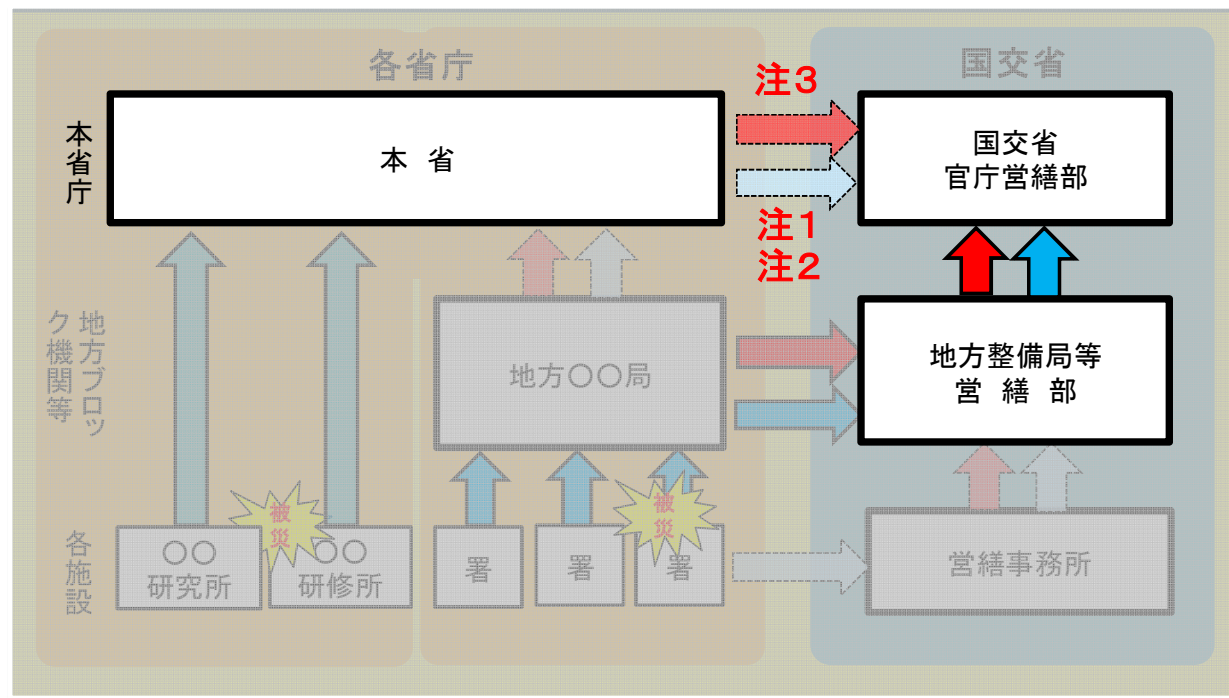 各省庁
国交省
本省庁
本 省
注３
国交省
官庁営繕部
注１
注２
地方ブロッ
ク機関等
地方〇〇局
地方整備局等
営 繕 部
各施設
〇〇
研究所
被災
〇〇
研修所
署
署
被災
署
営繕事務所